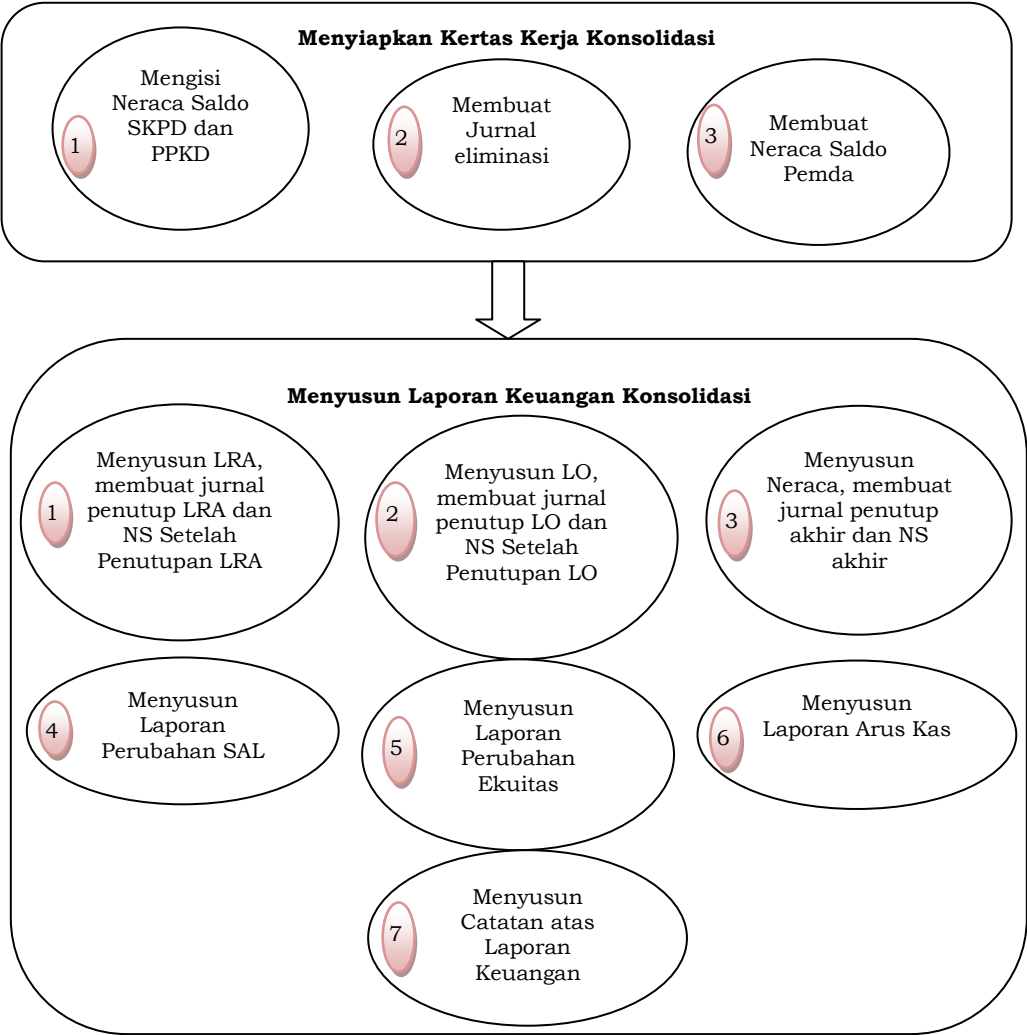 Menyiapkan Kertas Kerja Konsolidasi
1
Mengisi
Neraca Saldo
SKPD dan
PPKD
2
Membuat
Jurnal
eliminasi
3
Membuat
Neraca Saldo
Pemda
Menyusun Laporan Keuangan Konsolidasi
1
Menyusun LRA,
membuat jurnal
penutup LRA dan
NS Setelah
Penutupan LRA
2
Menyusun LO,
membuat jurnal
penutup LO dan
NS Setelah
Penutupan LO
3
Menyusun
Neraca, membuat
jurnal penutup
akhir dan NS
akhir
4
Menyusun
Laporan
Perubahan SAL
5
Menyusun
Laporan
Perubahan
Ekuitas
6
Menyusun
Laporan Arus Kas
7
Menyusun
Catatan atas
Laporan
Keuangan